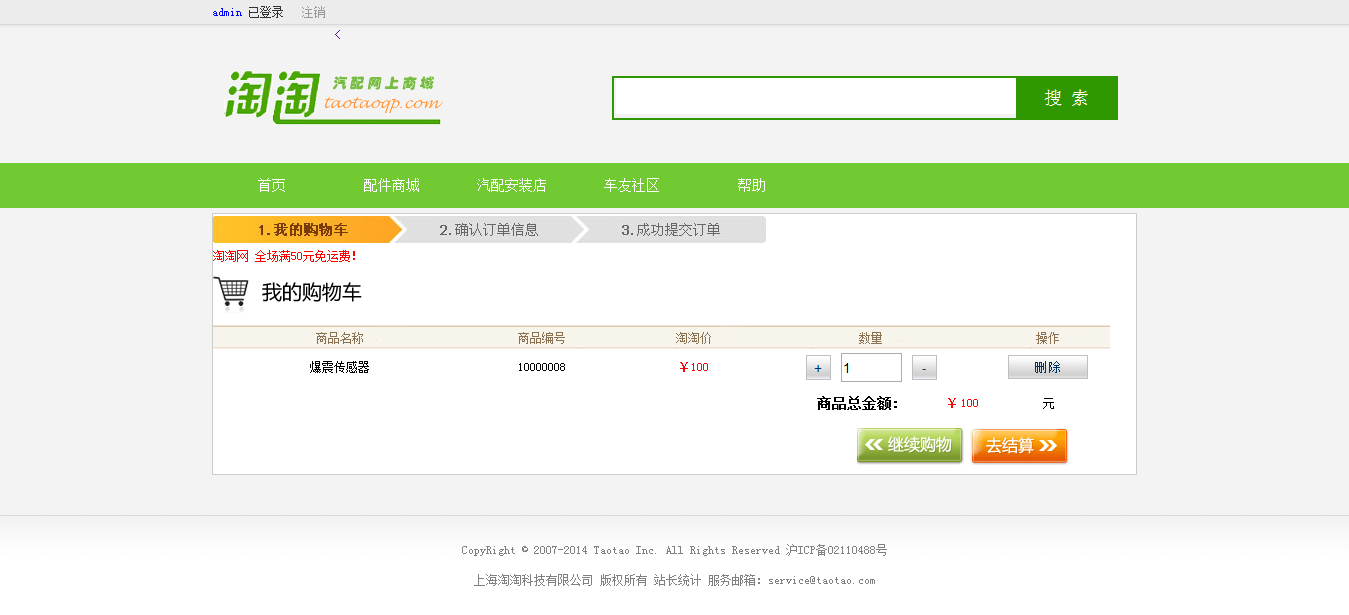 admin 已登录 注销
<
淘淘 汽配网上商城
taotaoqp.com
搜 索
首页 配件商城 汽配安装店 车友社区 帮助
1.我的购物车 2.确认订单信息 3.成功提交订单
淘淘网 全场满50元免运费!
我的购物车
商品名称 商品编号 淘淘价 数量 操作
爆震传感器 10000008 ￥100 + 1 - 删除
商品总金额: ￥100 元
继续购物 去结算
CopyRight © 2007-2014 Taotao Inc. All Rights Reserved 沪ICP备02110488号
上海淘淘科技有限公司 版权所有 站长统计 服务邮箱: service@taotao.com